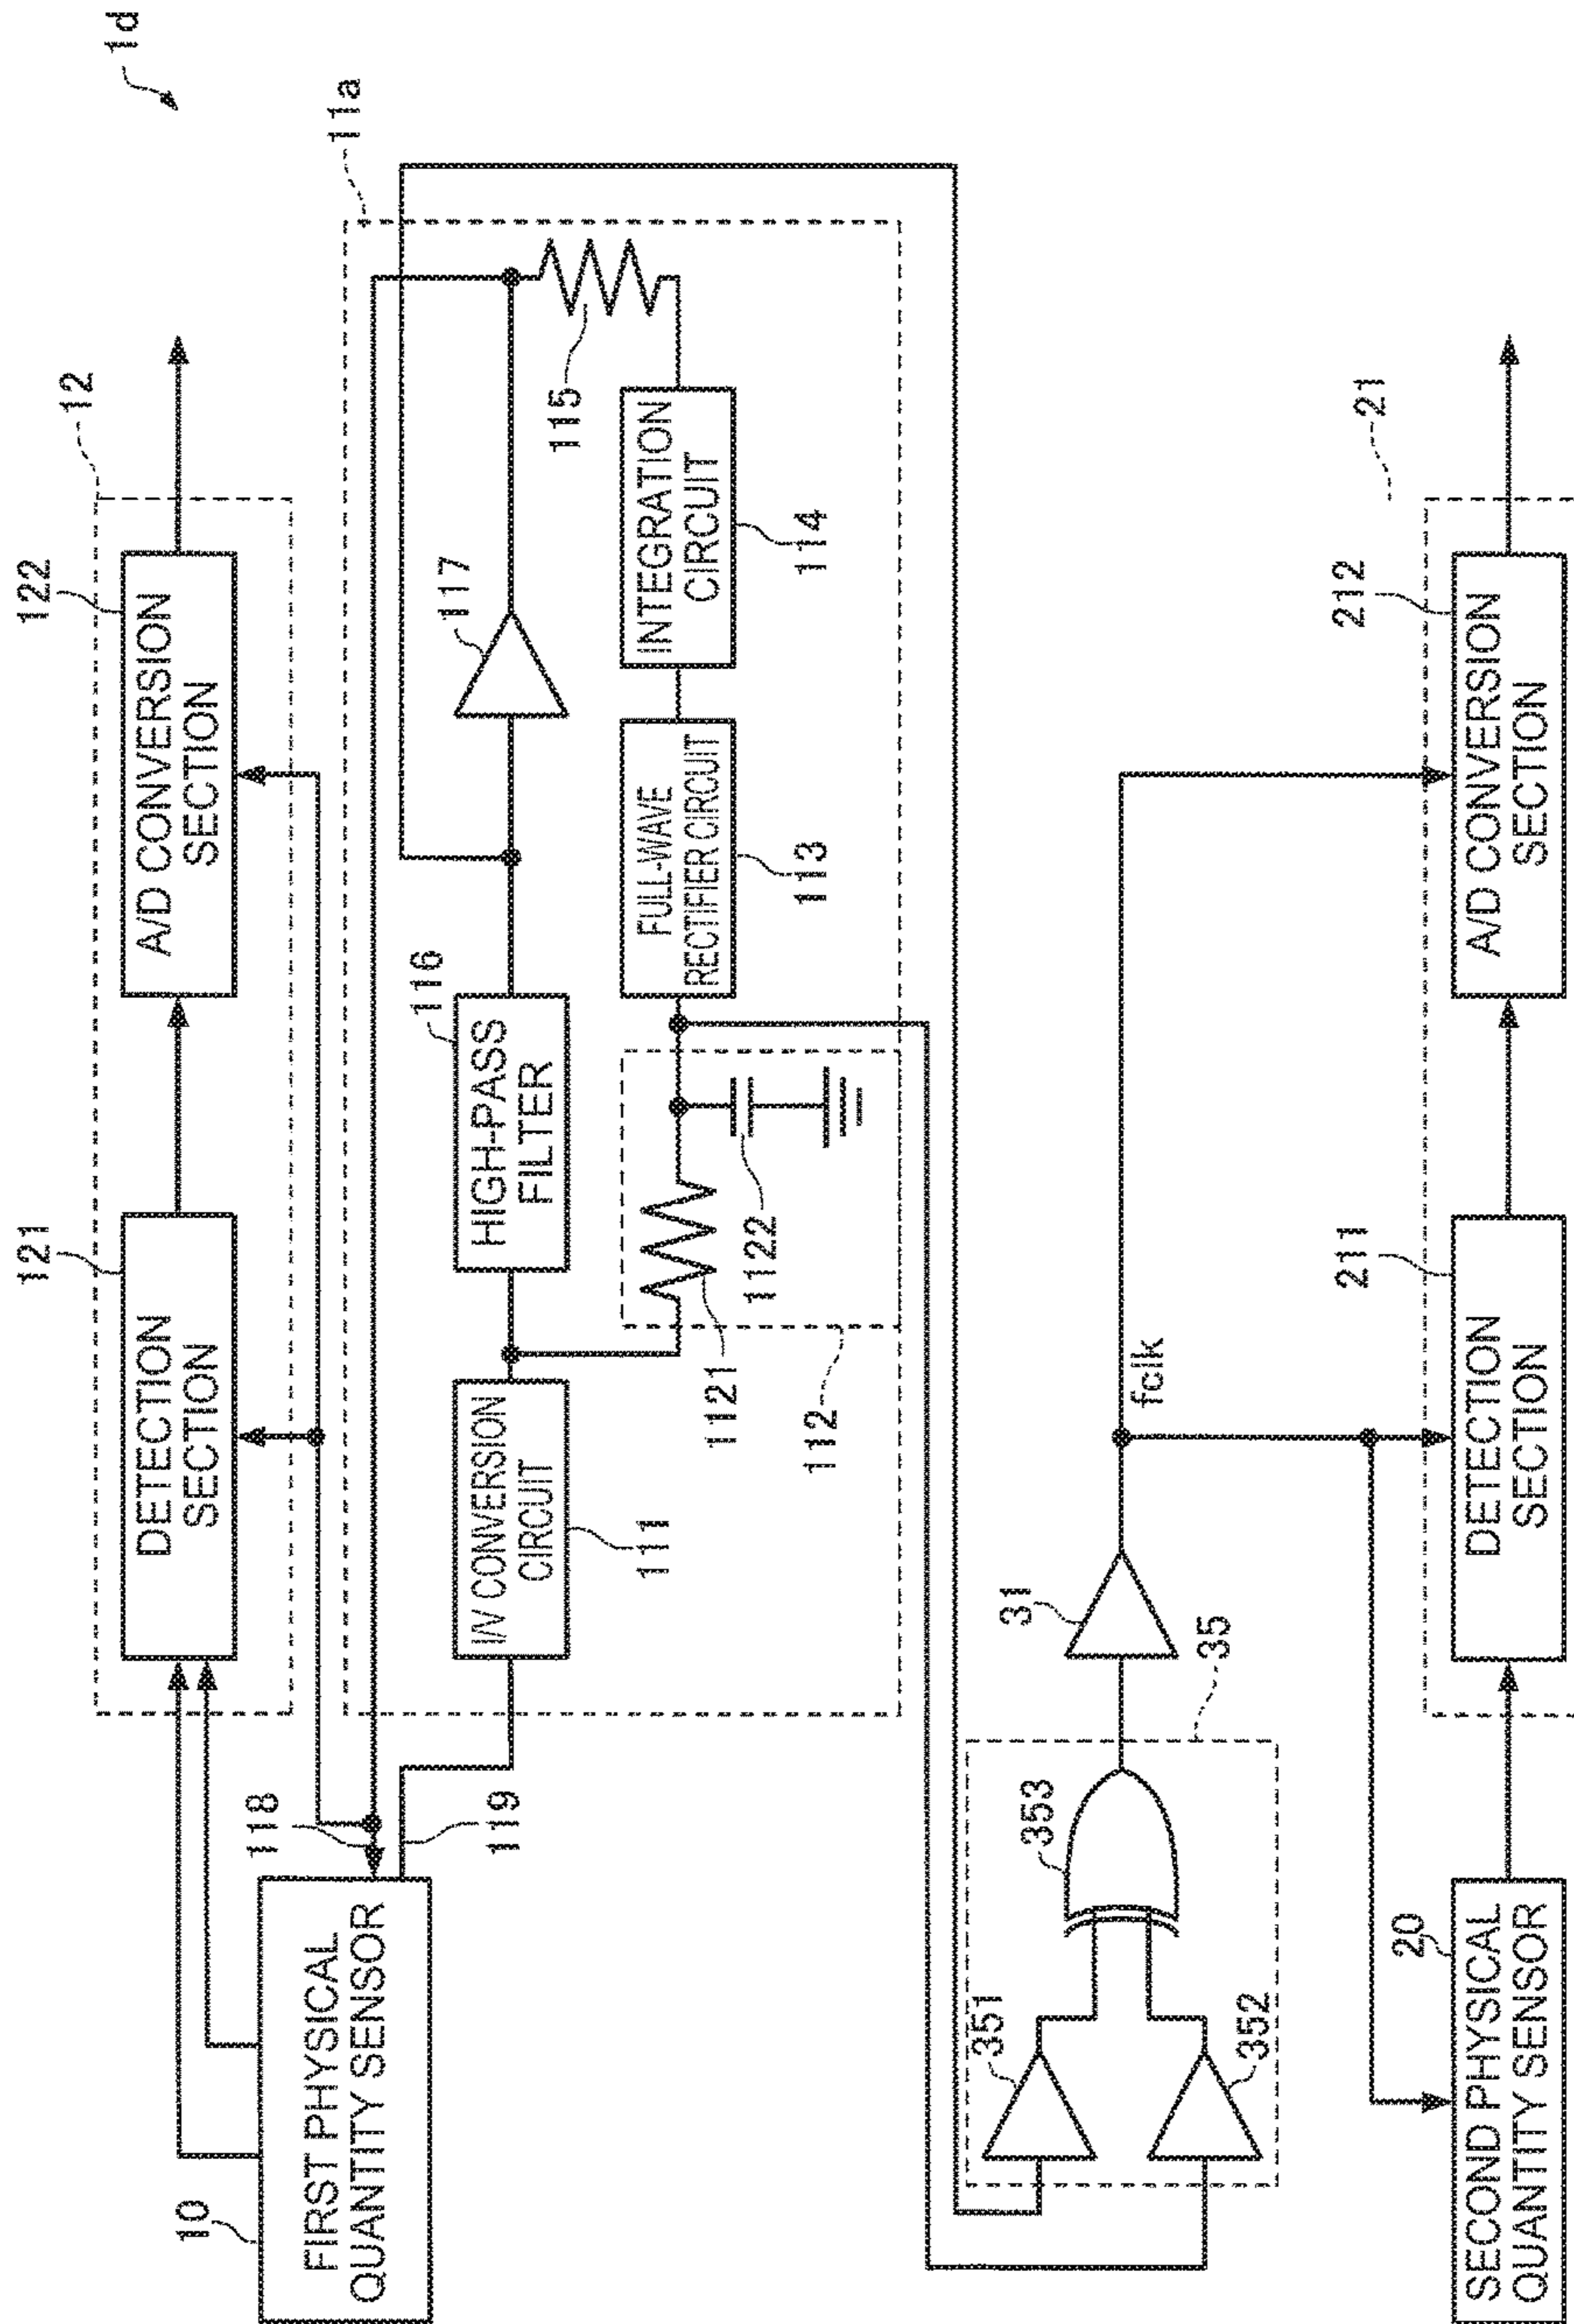 1d
12
122
A/D CONVERSION
SECTION
121
DETECTION
SECTION
11a
117
115
INTEGRATION
CIRCUIT
114
FULL-WAVE
RECTIFIER CIRCUIT
113
116
HIGH-PASS
FILTER
1122
1121
112
I/V CONVERSION
CIRCUIT
111
118
119
10
FIRST PHYSICAL
QUANTITY SENSOR
fclk
31
35
353
351
352
21
212
A/D CONVERSION
SECTION
211
DETECTION
SECTION
20
SECOND PHYSICAL
QUANTITY SENSOR